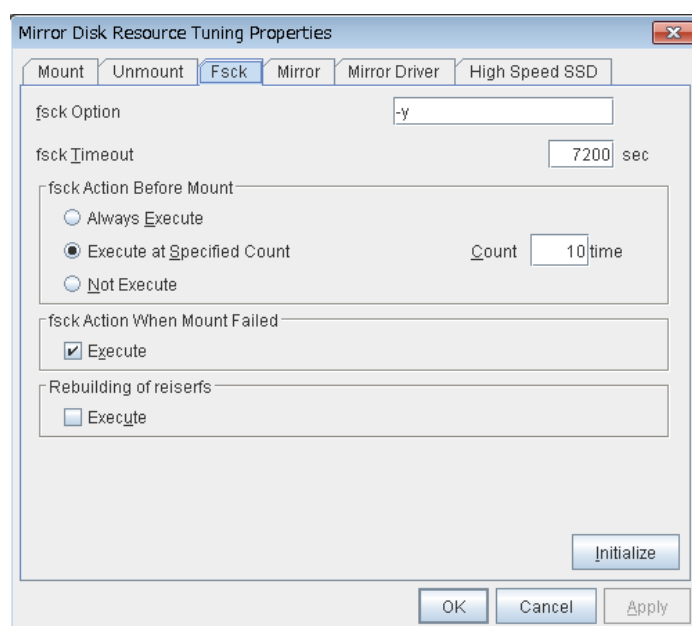 Mirror Disk Resource Tuning Properties
Mount Unmount Fsck Mirror Mirror Driver High Speed SSD
fsck Option -y
fsck Timeout 7200 sec
fsck Action Before Mount
Always Execute
Execute at Specified Count Count 10 time
Not Execute
fsck Action When Mount Failed
Execute
Rebuilding of reiserfs
Execute
Initialize
OK Cancel Apply